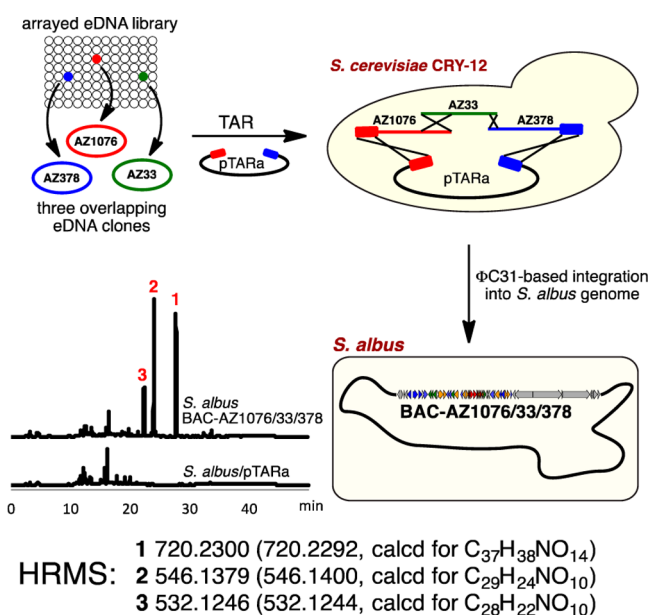 arrayed eDNA library
AZ1076
AZ378
AZ33
three overlapping
eDNA clones
TAR
pTARa
S. cerevisiae CRY-12
AZ1076
AZ33
AZ378
pTARa
ΦC31-based integration
into S. albus genome
S. albus
BAC-AZ1076/33/378
2
1
3
S. albus
BAC-AZ1076/33/378
S. albus/pTARa
0 10 20 30 40 min
HRMS:
1 720.2300 (720.2292, calcd for C₃₇H₃₈NO₁₄)
2 546.1379 (546.1400, calcd for C₂₉H₂₄NO₁₀)
3 532.1246 (532.1244, calcd for C₂₈H₂₂NO₁₀)